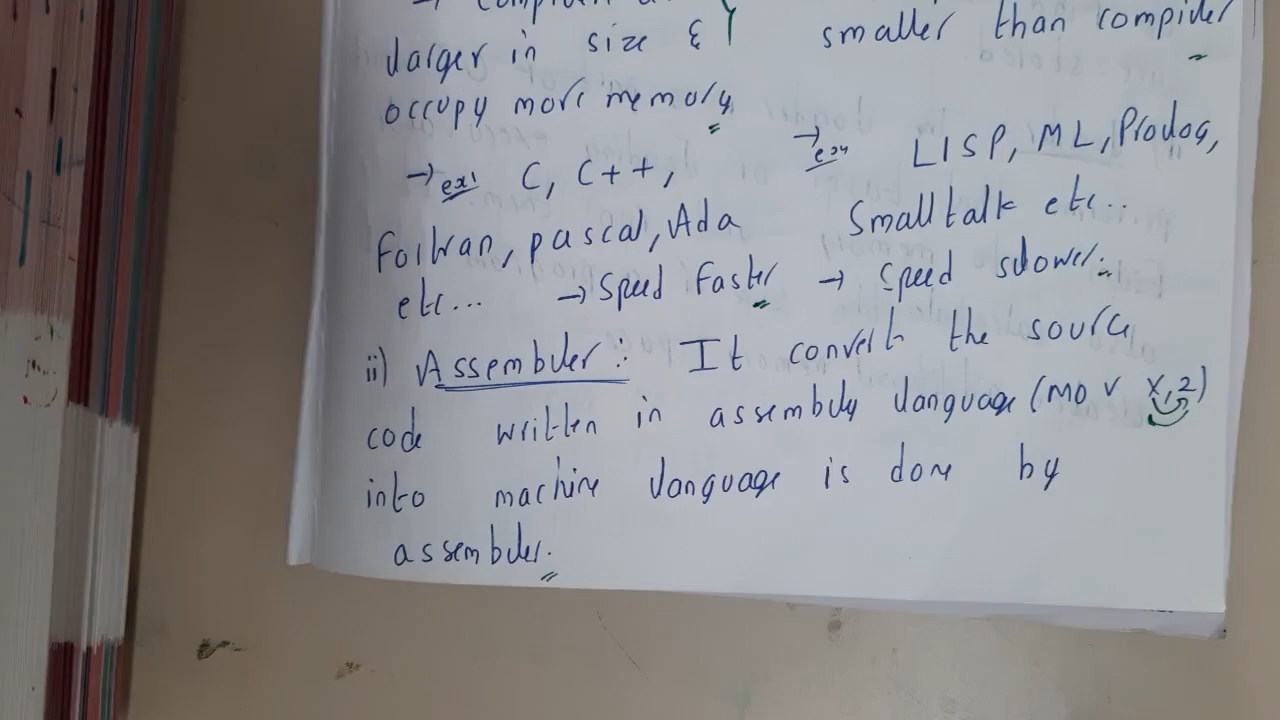 larger in size & smaller than compiler
occupy more memory
→ ex: C, C++, → ex: LISP, ML, Prolog,
Fortran, pascal, Ada Smalltalk etc..
etc... → Speed Faster → Speed slower.
ii) Assembler: It converts the source
code written in assembly language (MOV X,2)
into machine language is done by
assembler.